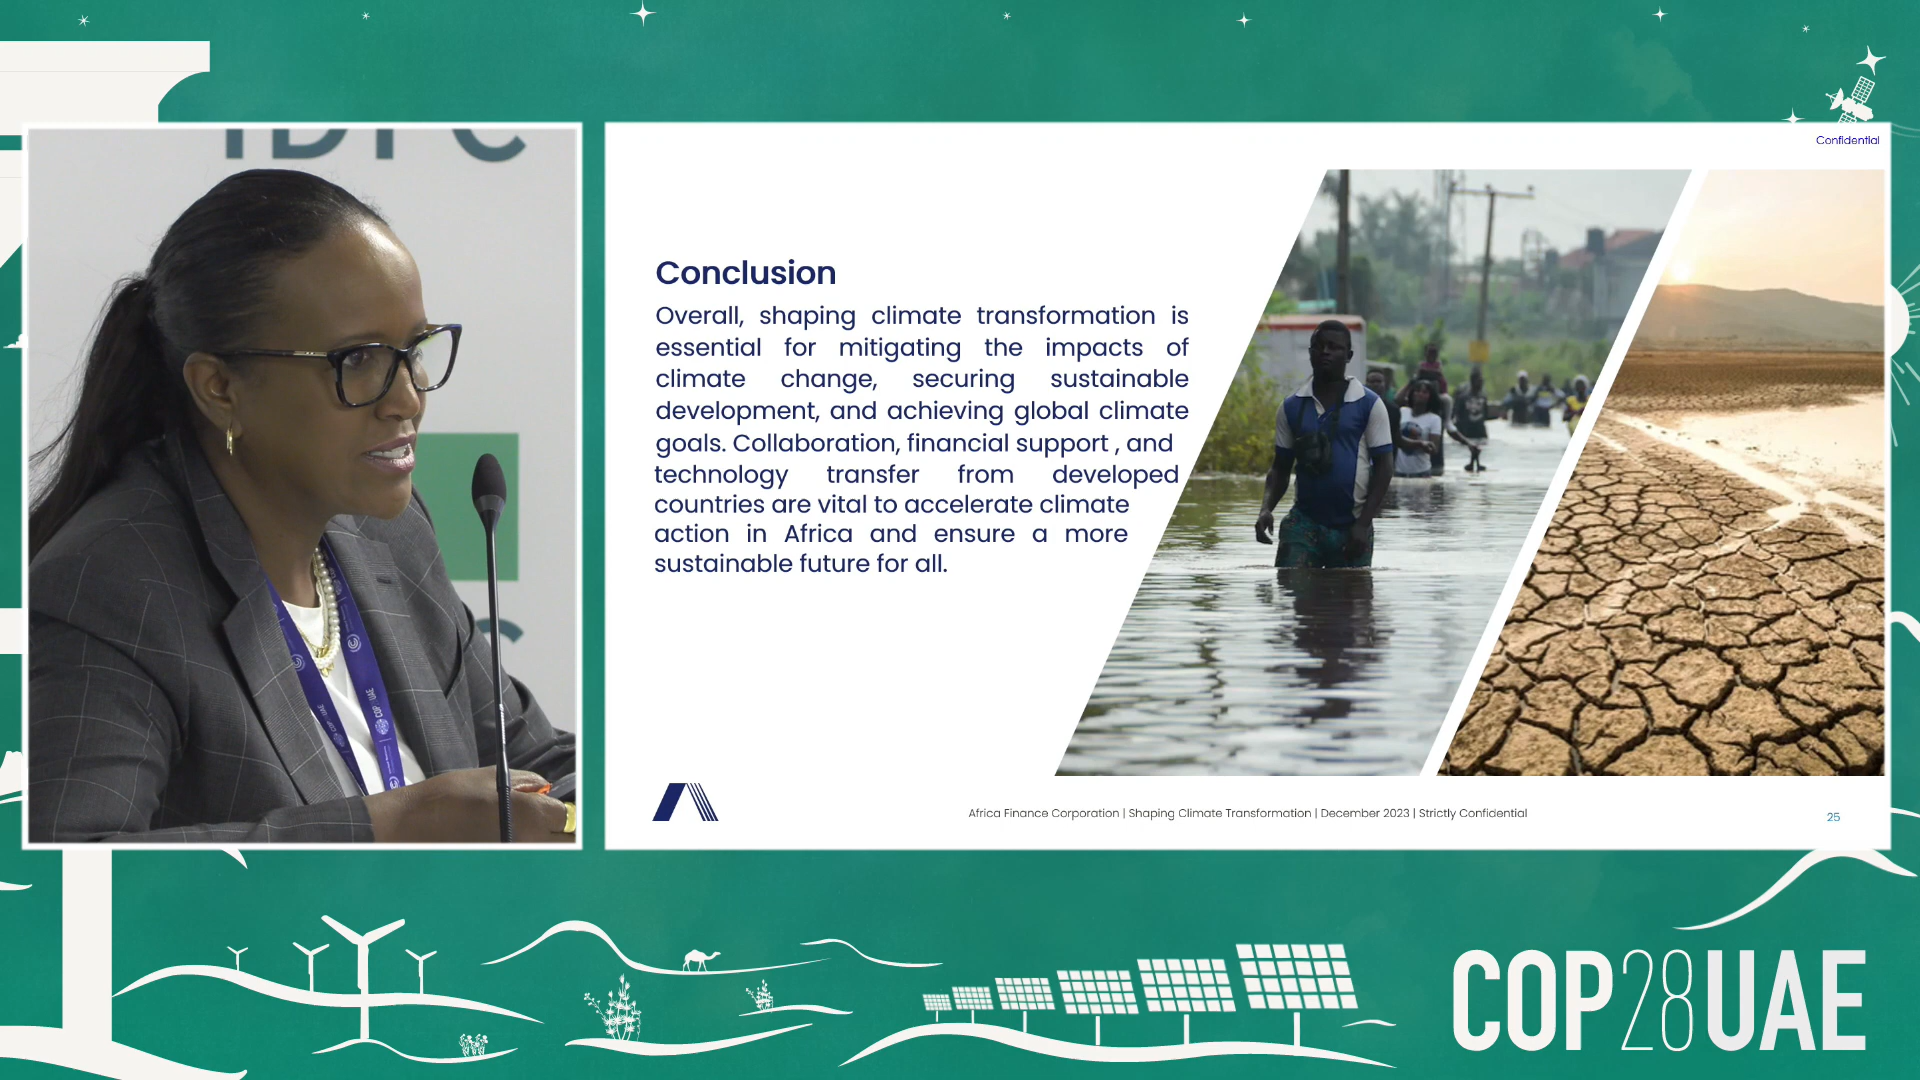 IDFC
Confidential
Conclusion
Overall, shaping climate transformation is
essential for mitigating the impacts of
climate change, securing sustainable
development, and achieving global climate
goals. Collaboration, financial support , and
technology transfer from developed
countries are vital to accelerate climate
action in Africa and ensure a more
sustainable future for all.
Africa Finance Corporation | Shaping Climate Transformation | December 2023 | Strictly Confidential
25
COP28UAE